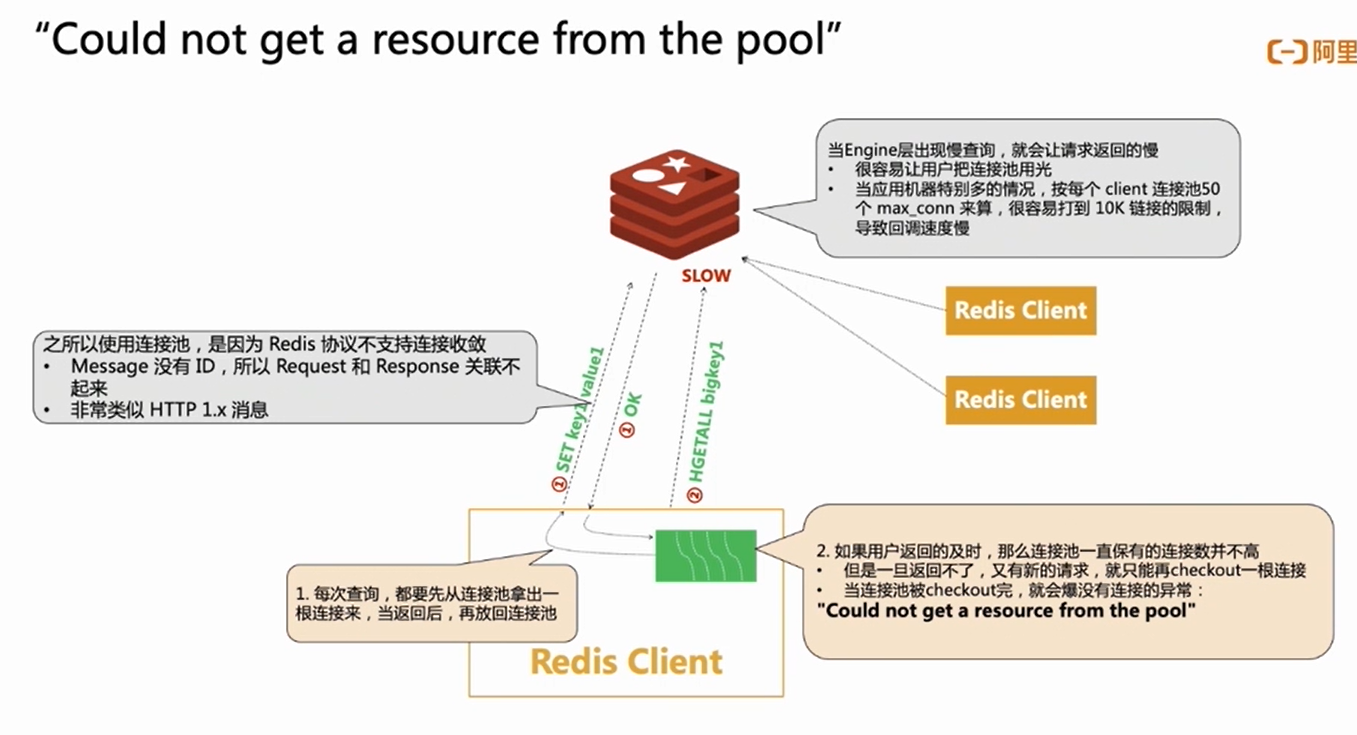 “Could not get a resource from the pool”
阿里
当Engine层出现慢查询，就会让请求返回的慢
• 很容易让用户把连接池用光
• 当应用机器特别多的情况，按每个 client 连接池50
个 max_conn 来算，很容易打到 10K 链接的限制，
导致回调速度慢
SLOW
Redis Client
Redis Client
之所以使用连接池，是因为 Redis 协议不支持连接收敛
• Message 没有 ID，所以 Request 和 Response 关联不
起来
• 非常类似 HTTP 1.x 消息
① SET key1 value1
① OK
② HGETALL bigkey1
1. 每次查询，都要先从连接池拿出一
根连接来，当返回后，再放回连接池
2. 如果用户返回的及时，那么连接池一直保有的连接数并不高
• 但是一旦返回不了，又有新的请求，就只能再checkout一根连接
• 当连接池被checkout完，就会爆没有连接的异常：
"Could not get a resource from the pool"
Redis Client